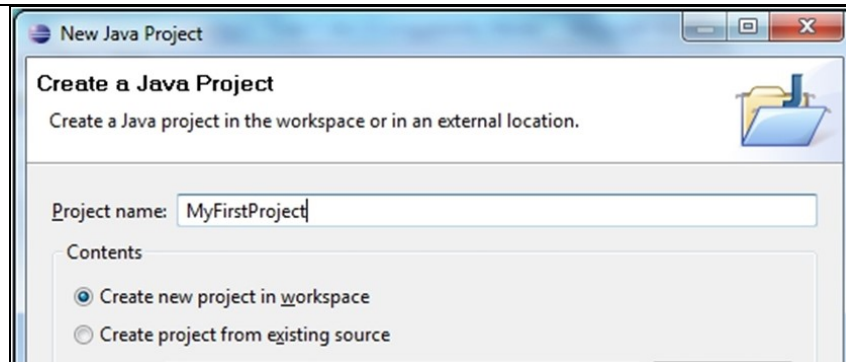 New Java Project
Create a Java Project
Create a Java project in the workspace or in an external location.
Project name: MyFirstProject
Contents
Create new project in workspace
Create project from existing source